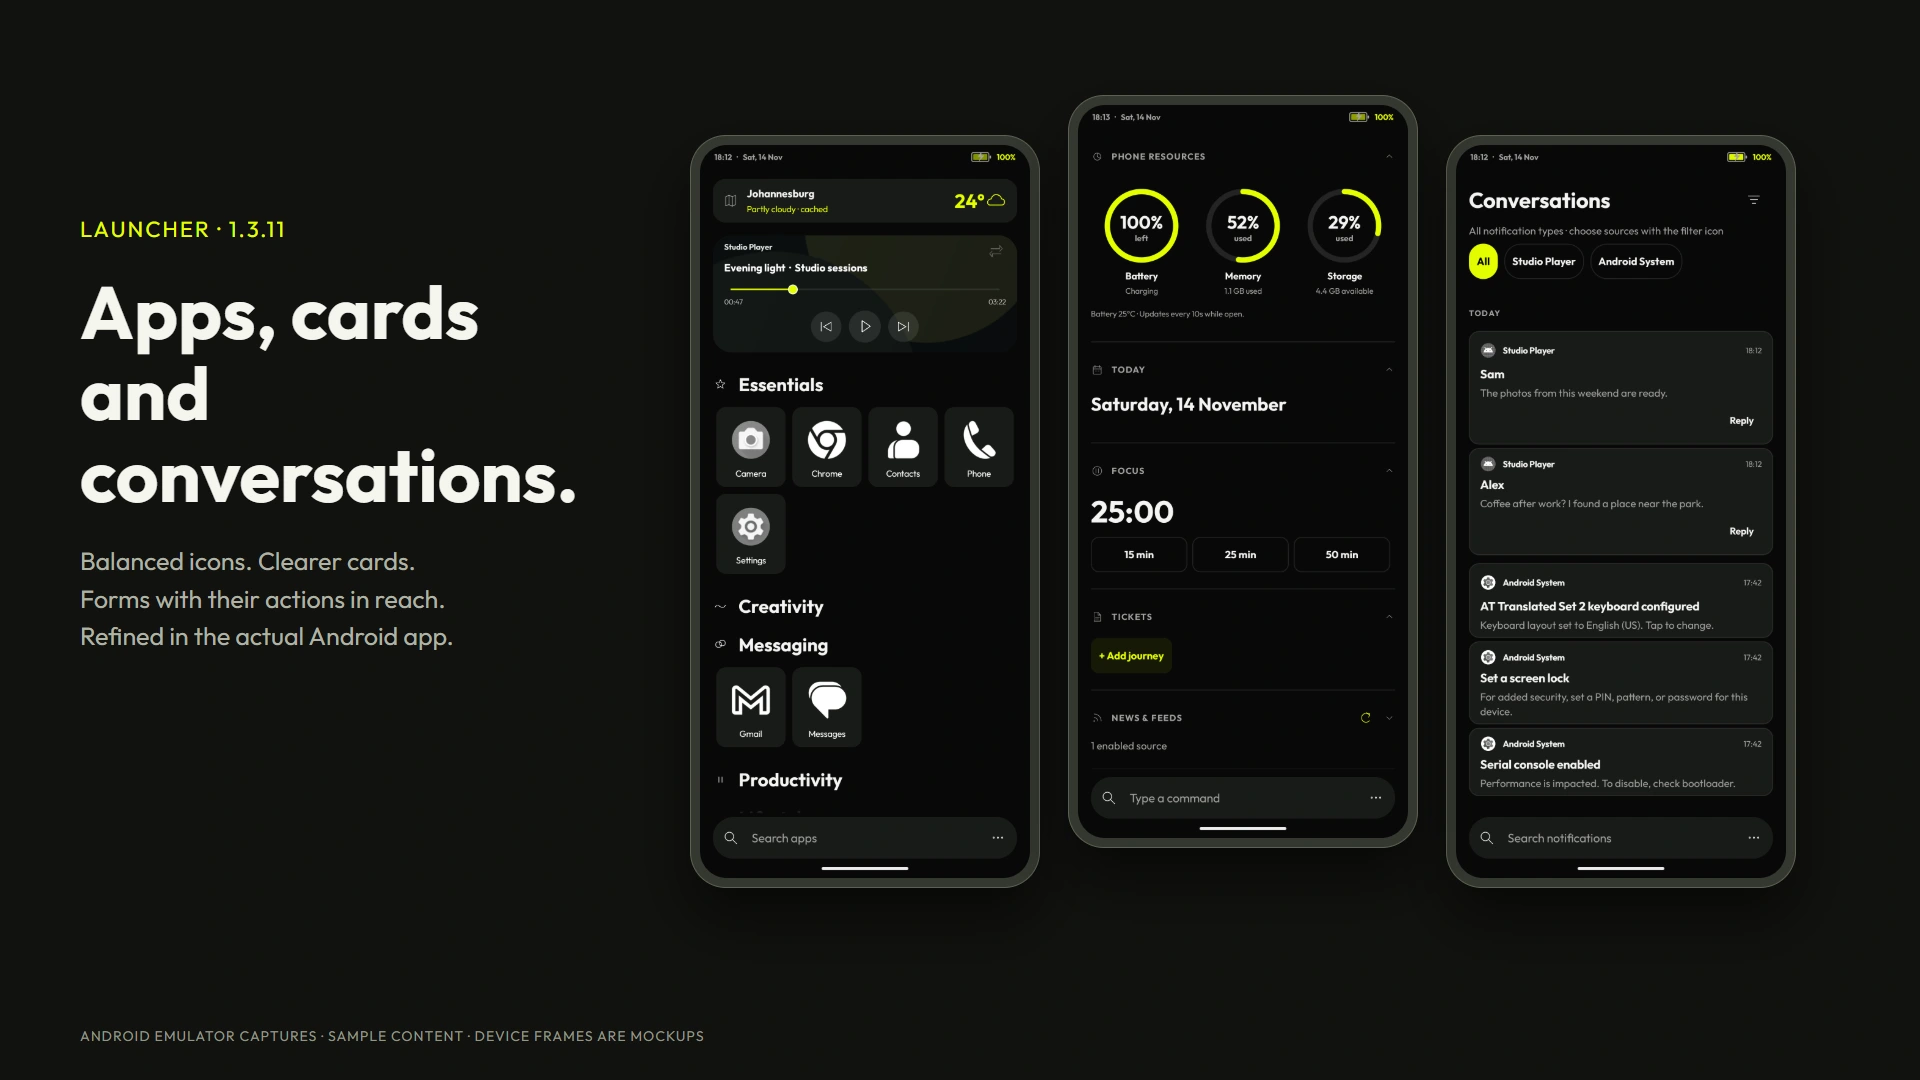 LAUNCHER · 1.3.11
Apps, cards
and
conversations.
Balanced icons. Clearer cards.
Forms with their actions in reach.
Refined in the actual Android app.
18:12 · Sat, 14 Nov
100%
Johannesburg
Partly cloudy · cached
24°
Studio Player
Evening light · Studio sessions
00:47
03:22
Essentials
Camera
Chrome
Contacts
Phone
Settings
Creativity
Messaging
Gmail
Messages
Productivity
Search apps
18:13 · Sat, 14 Nov
100%
PHONE RESOURCES
100%
left
52%
used
29%
used
Battery
Memory
Storage
Charging
1.1 GB used
4.4 GB available
Battery 25°C · Updates every 10s while open.
TODAY
Saturday, 14 November
FOCUS
25:00
15 min
25 min
50 min
TICKETS
+ Add journey
NEWS & FEEDS
1 enabled source
Type a command
18:12 · Sat, 14 Nov
100%
Conversations
All notification types · choose sources with the filter icon
All
Studio Player
Android System
TODAY
Studio Player
18:12
Sam
The photos from this weekend are ready.
Reply
Studio Player
18:12
Alex
Coffee after work? I found a place near the park.
Reply
Android System
17:42
AT Translated Set 2 keyboard configured
Keyboard layout set to English (US). Tap to change.
Android System
17:42
Set a screen lock
For added security, set a PIN, pattern, or password for this
device.
Android System
17:42
Serial console enabled
Performance is impacted. To disable, check bootloader.
Search notifications
ANDROID EMULATOR CAPTURES · SAMPLE CONTENT · DEVICE FRAMES ARE MOCKUPS